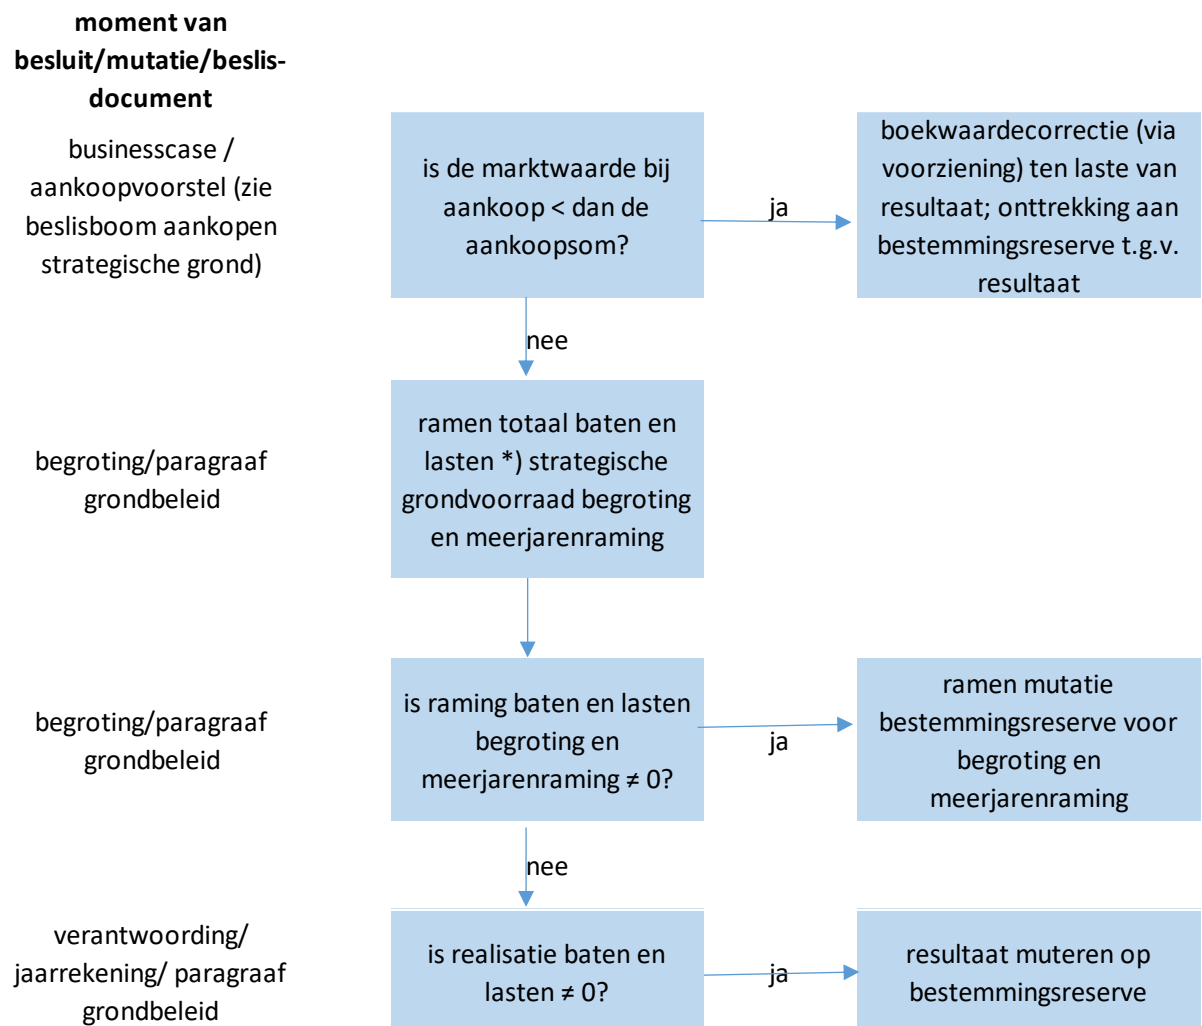 moment van
besluit/mutatie/beslis-
document
businesscase /
aankoopvoorstel (zie
beslisboom aankopen
strategische grond)
is de marktwaarde bij
aankoop < dan de
aankoopsom?
ja
boekwaardecorrectie (via
voorziening) ten laste van
resultaat; onttrekking aan
bestemmingsreserve t.g.v.
resultaat
nee
begroting/paragraaf
grondbeleid
ramen totaal baten en
lasten *) strategische
grondvoorraad begroting
en meerjarenraming
begroting/paragraaf
grondbeleid
is raming baten en lasten
begroting en
meerjarenraming ≠ 0?
ja
ramen mutatie
bestemmingsreserve voor
begroting en
meerjarenraming
nee
verantwoording/
jaarrekening/ paragraaf
grondbeleid
is realisatie baten en
lasten ≠ 0?
ja
resultaat muteren op
bestemmingsreserve